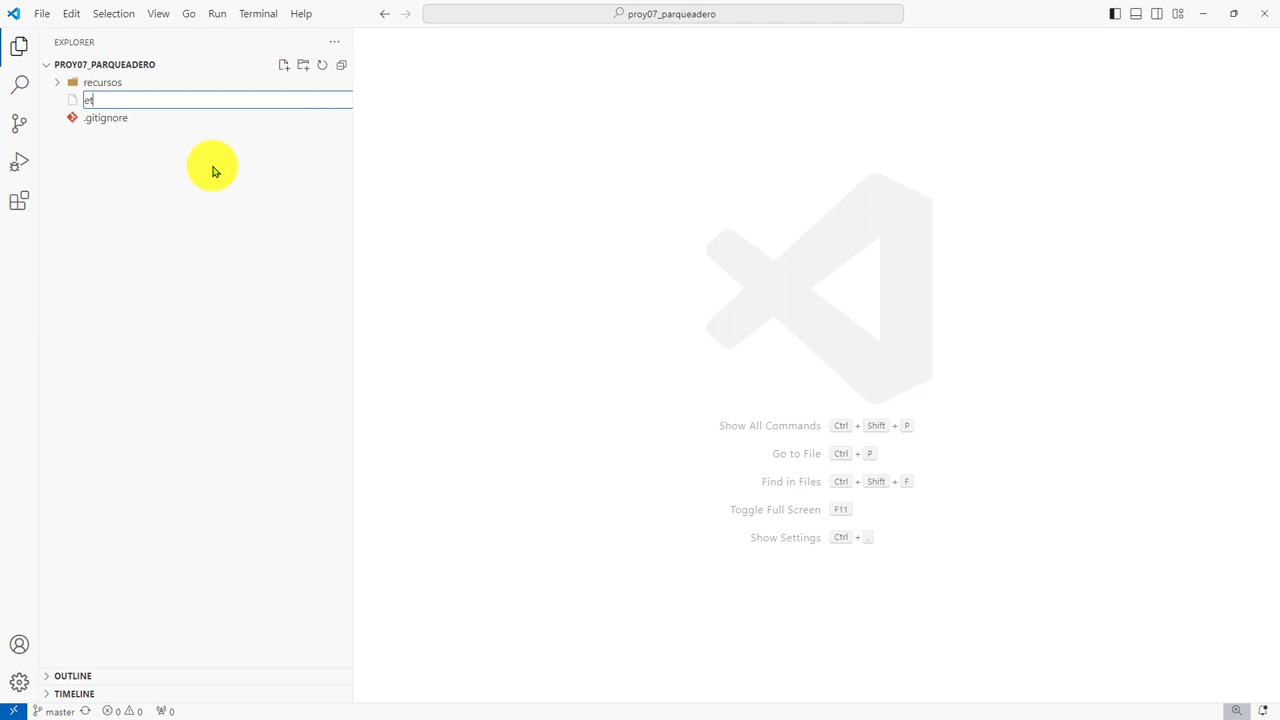 File Edit Selection View Go Run Terminal Help
proy07_parqueadero
EXPLORER
PROY07_PARQUEADERO
recursos
et
.gitignore
Show All Commands Ctrl + Shift + P
Go to File Ctrl + P
Find in Files Ctrl + Shift + F
Toggle Full Screen F11
Show Settings Ctrl + ,
OUTLINE
TIMELINE
master 0 0 0